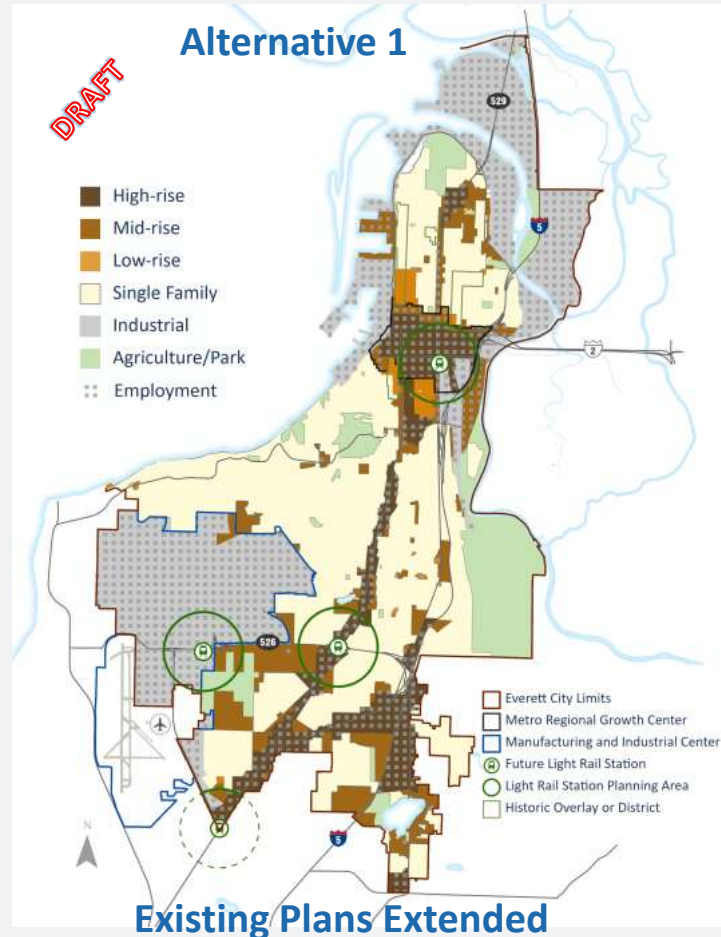 Alternative 1
DRAFT
529
High-rise
Mid-rise
Low-rise
Single Family
Industrial
Agriculture/Park
Employment
5
2
526
Everett City Limits
Metro Regional Growth Center
Manufacturing and Industrial Center
Future Light Rail Station
Light Rail Station Planning Area
Historic Overlay or District
N
5
Existing Plans Extended